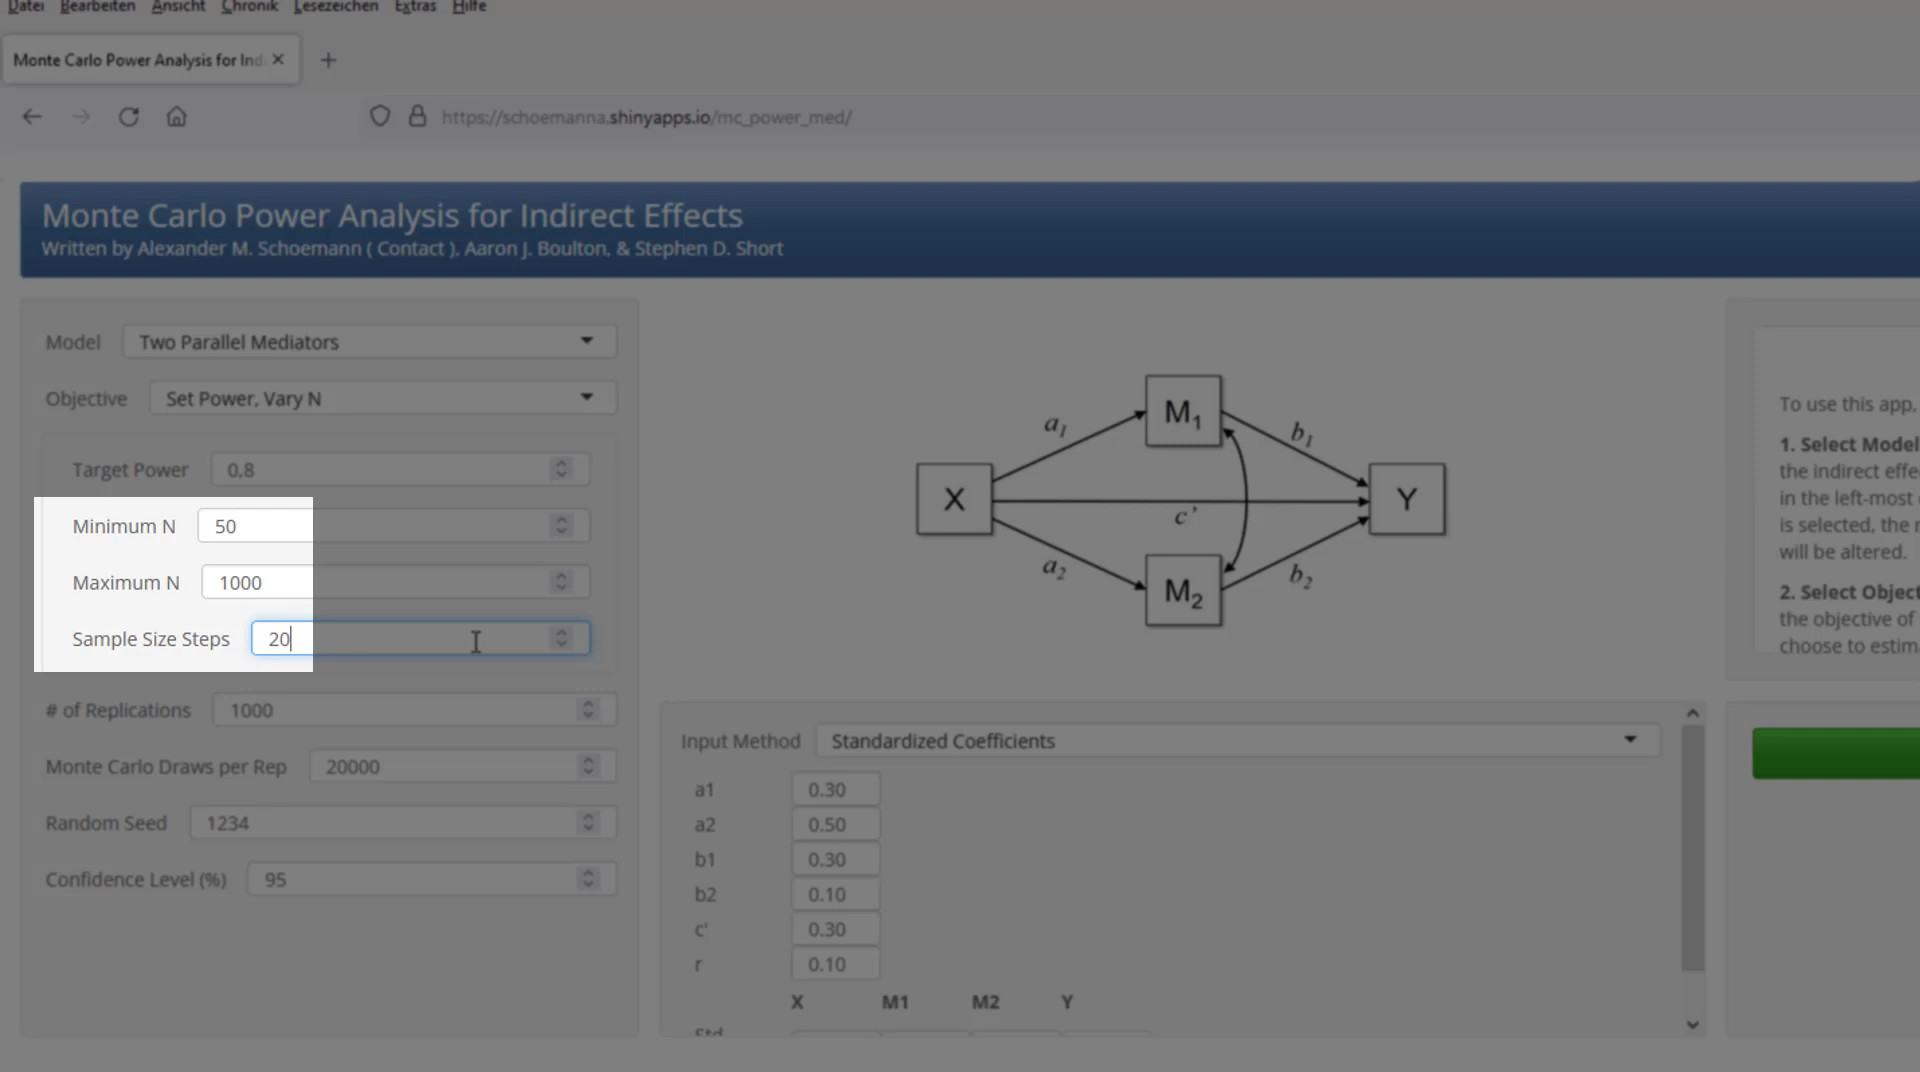 Datei Bearbeiten Ansicht Chronik Lesezeichen Extras Hilfe
Monte Carlo Power Analysis for Ind
https://schoemanna.shinyapps.io/mc_power_med/
Monte Carlo Power Analysis for Indirect Effects
Written by Alexander M. Schoemann ( Contact ), Aaron J. Boulton, & Stephen D. Short
Model Two Parallel Mediators
Objective Set Power, Vary N
Target Power 0,8
Minimum N 50
Maximum N 1000
Sample Size Steps 20
# of Replications 1000
Monte Carlo Draws per Rep 20000
Random Seed 1234
Confidence Level (%) 95
M1
a1
b1
X
Y
c'
a2
b2
M2
Input Method Standardized Coefficients
a1 0.30
a2 0.50
b1 0.30
b2 0.10
c' 0.30
r 0.10
X M1 M2 Y
To use this app,
1. Select Model
the indirect effe
in the left-most
is selected, the
will be altered.
2. Select Object
the objective of
choose to estim